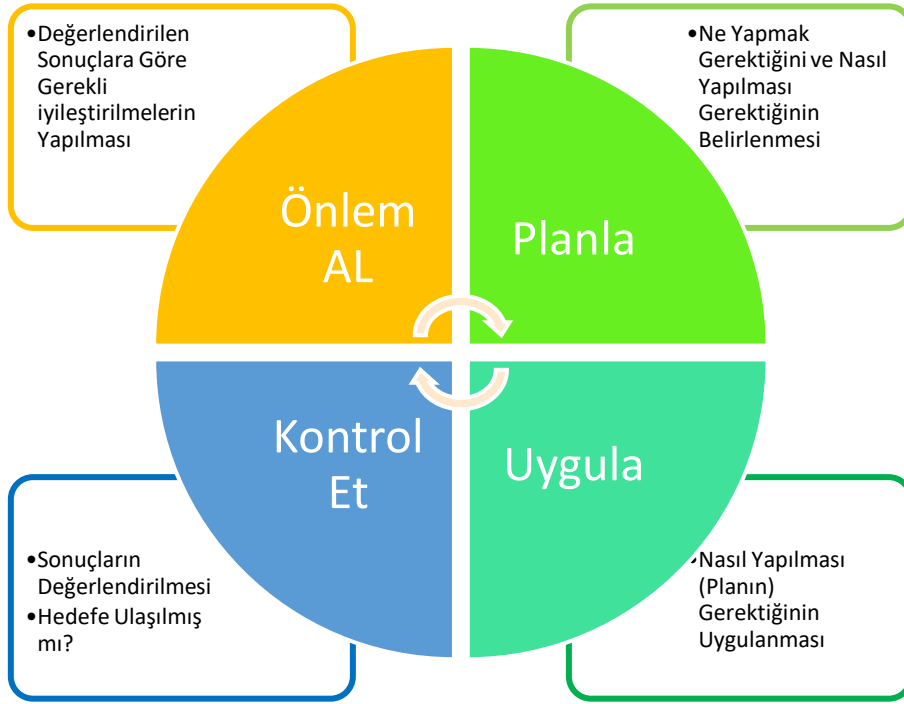 •Değerlendirilen
Sonuçlara Göre
Gerekli
iyileştirilmelerin
Yapılması
•Ne Yapmak
Gerektiğini ve Nasıl
Yapılması
Gerektiğinin
Belirlenmesi
Önlem
AL
Planla
Kontrol
Et
Uygula
•Sonuçların
Değerlendirilmesi
•Hedefe Ulaşılmış
mı?
•Nasıl Yapılması
(Planın)
Gerektiğinin
Uygulanması